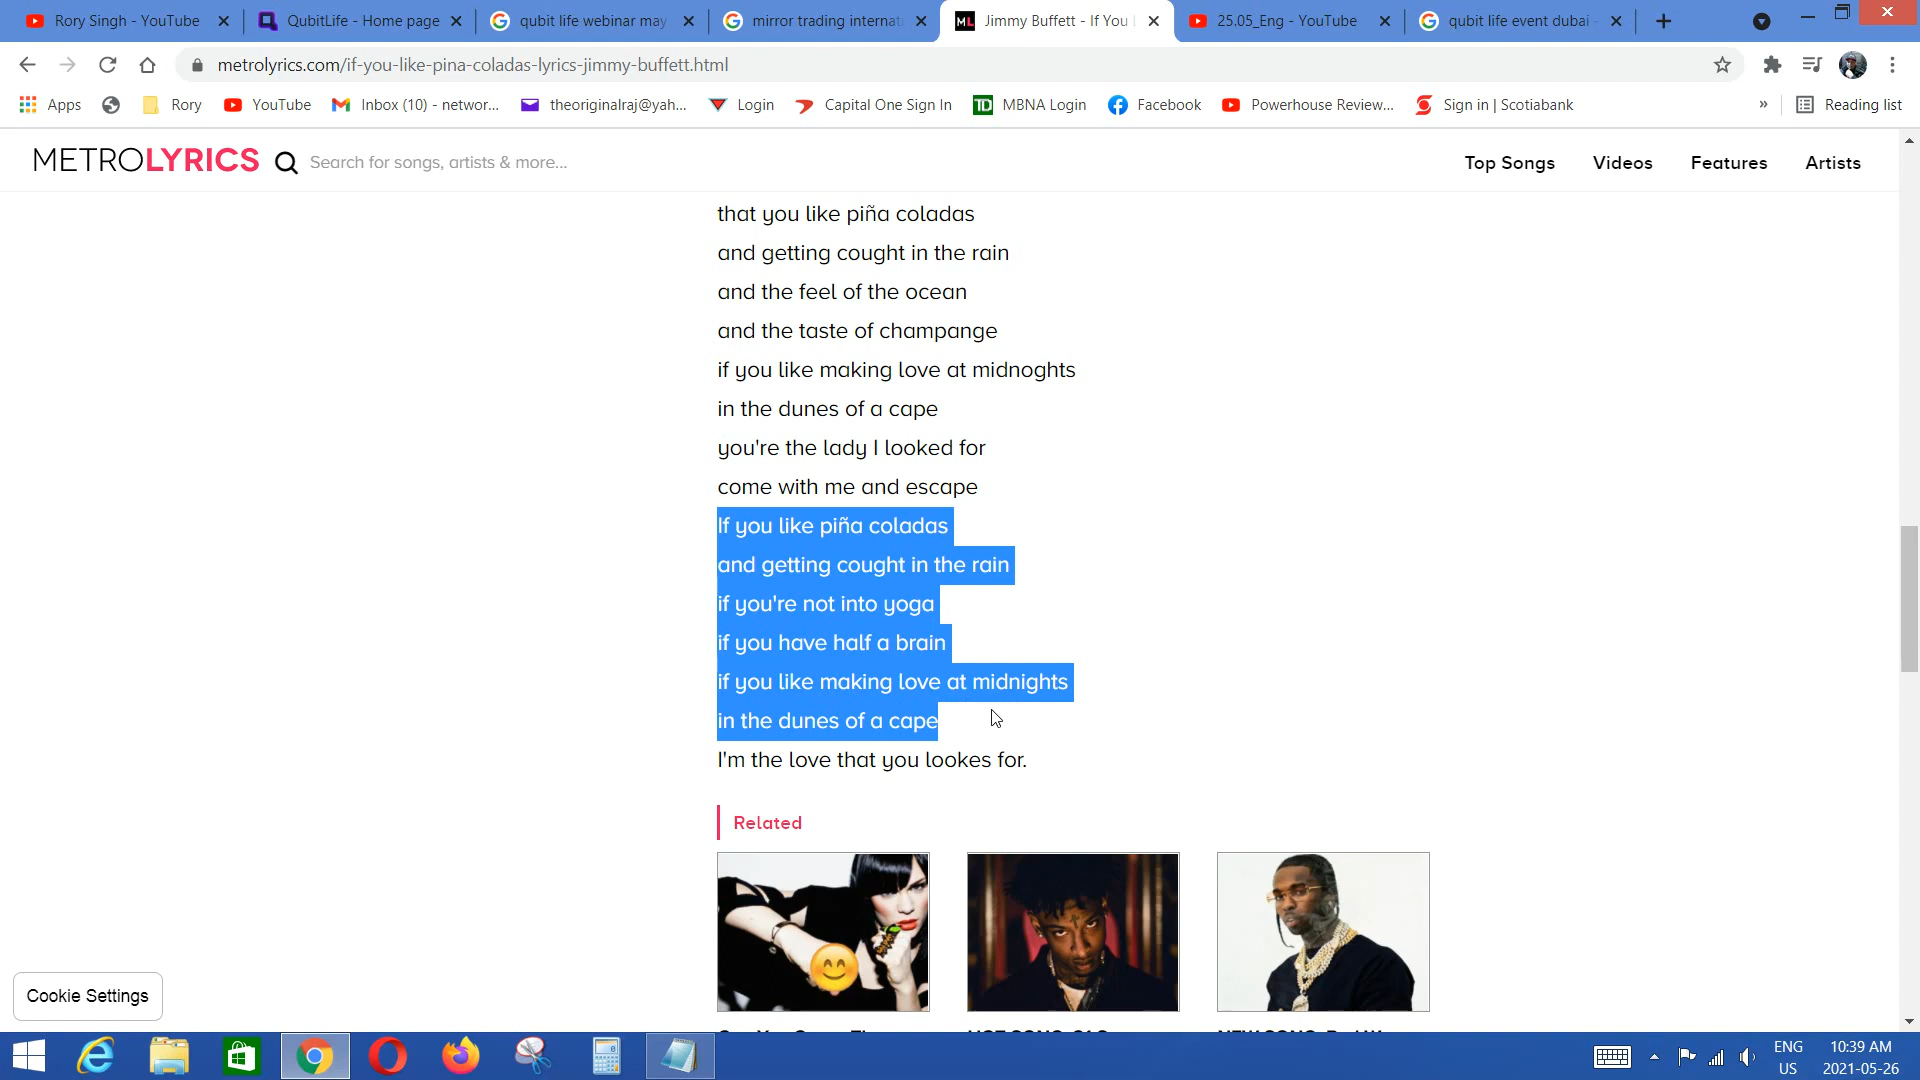 Rory Singh - YouTube
QubitLife - Home page
qubit life webinar may
mirror trading internati
Jimmy Buffett - If You L
25.05_Eng - YouTube
qubit life event dubai -
metrolyrics.com/if-you-like-pina-coladas-lyrics-jimmy-buffett.html
Apps
Rory
YouTube
Inbox (10) - networ...
theoriginalraj@yah...
Login
Capital One Sign In
MBNA Login
Facebook
Powerhouse Review...
Sign in | Scotiabank
»
Reading list
METROLYRICS
Search for songs, artists & more...
Top Songs
Videos
Features
Artists
that you like piña coladas
and getting cought in the rain
and the feel of the ocean
and the taste of champange
if you like making love at midnoghts
in the dunes of a cape
you're the lady I looked for
come with me and escape
If you like piña coladas
and getting cought in the rain
if you're not into yoga
if you have half a brain
if you like making love at midnights
in the dunes of a cape
I'm the love that you lookes for.
Related
Cookie Settings
ENG
US
10:39 AM
2021-05-26